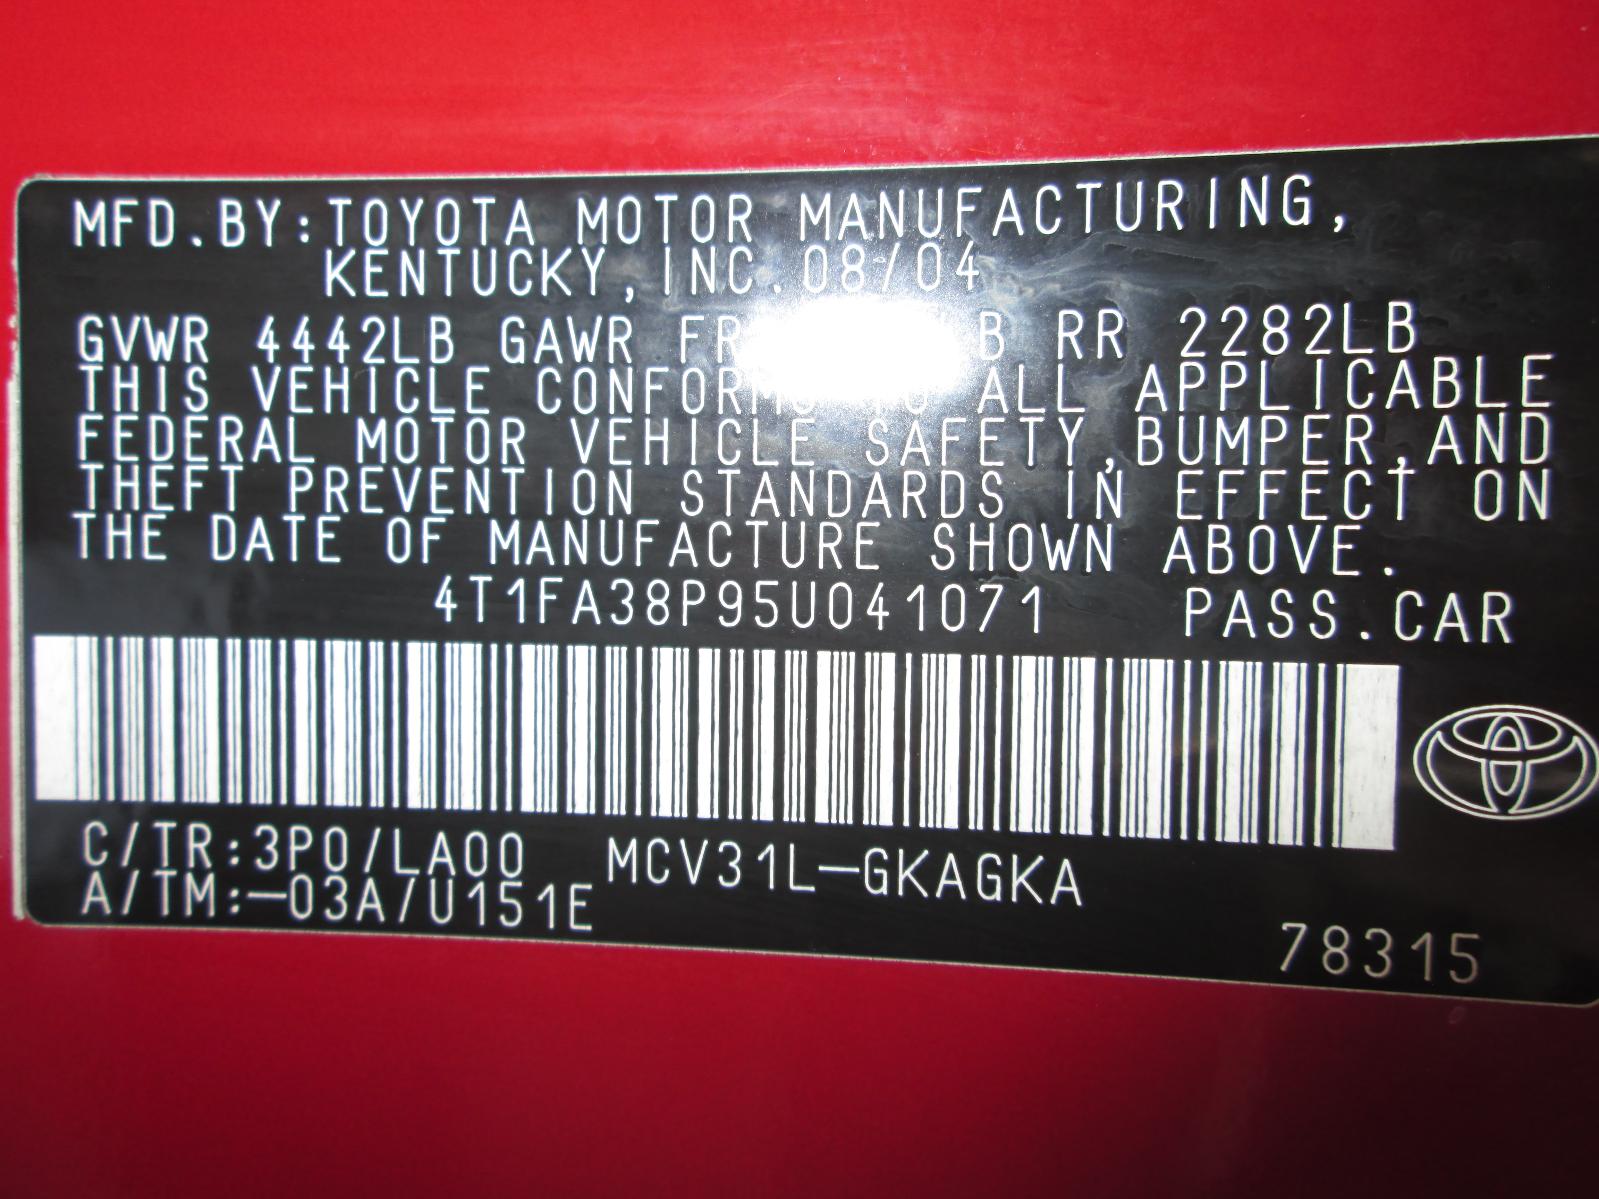 MFD.BY:TOYOTA MOTOR MANUFACTURING,
KENTUCKY,INC.08/04
GVWR 4442LB GAWR FR B RR 2282LB
THIS VEHICLE CONFORMS TO ALL APPLICABLE
FEDERAL MOTOR VEHICLE SAFETY,BUMPER,AND
THEFT PREVENTION STANDARDS IN EFFECT ON
THE DATE OF MANUFACTURE SHOWN ABOVE.
4T1FA38P95U041071 PASS.CAR
C/TR:3P0/LA00 MCV31L-GKAGKA
A/TM:-03A/U151E
78315